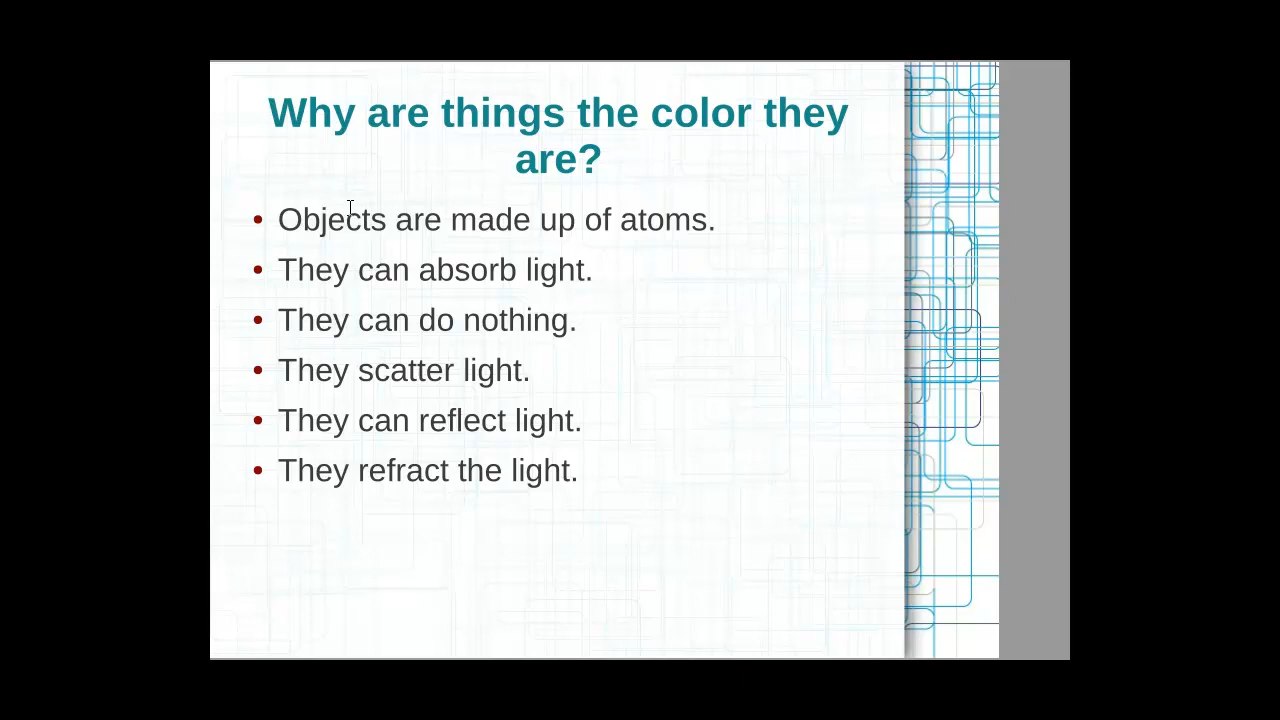 Why are things the color they
are?
• Objects are made up of atoms.
• They can absorb light.
• They can do nothing.
• They scatter light.
• They can reflect light.
• They refract the light.